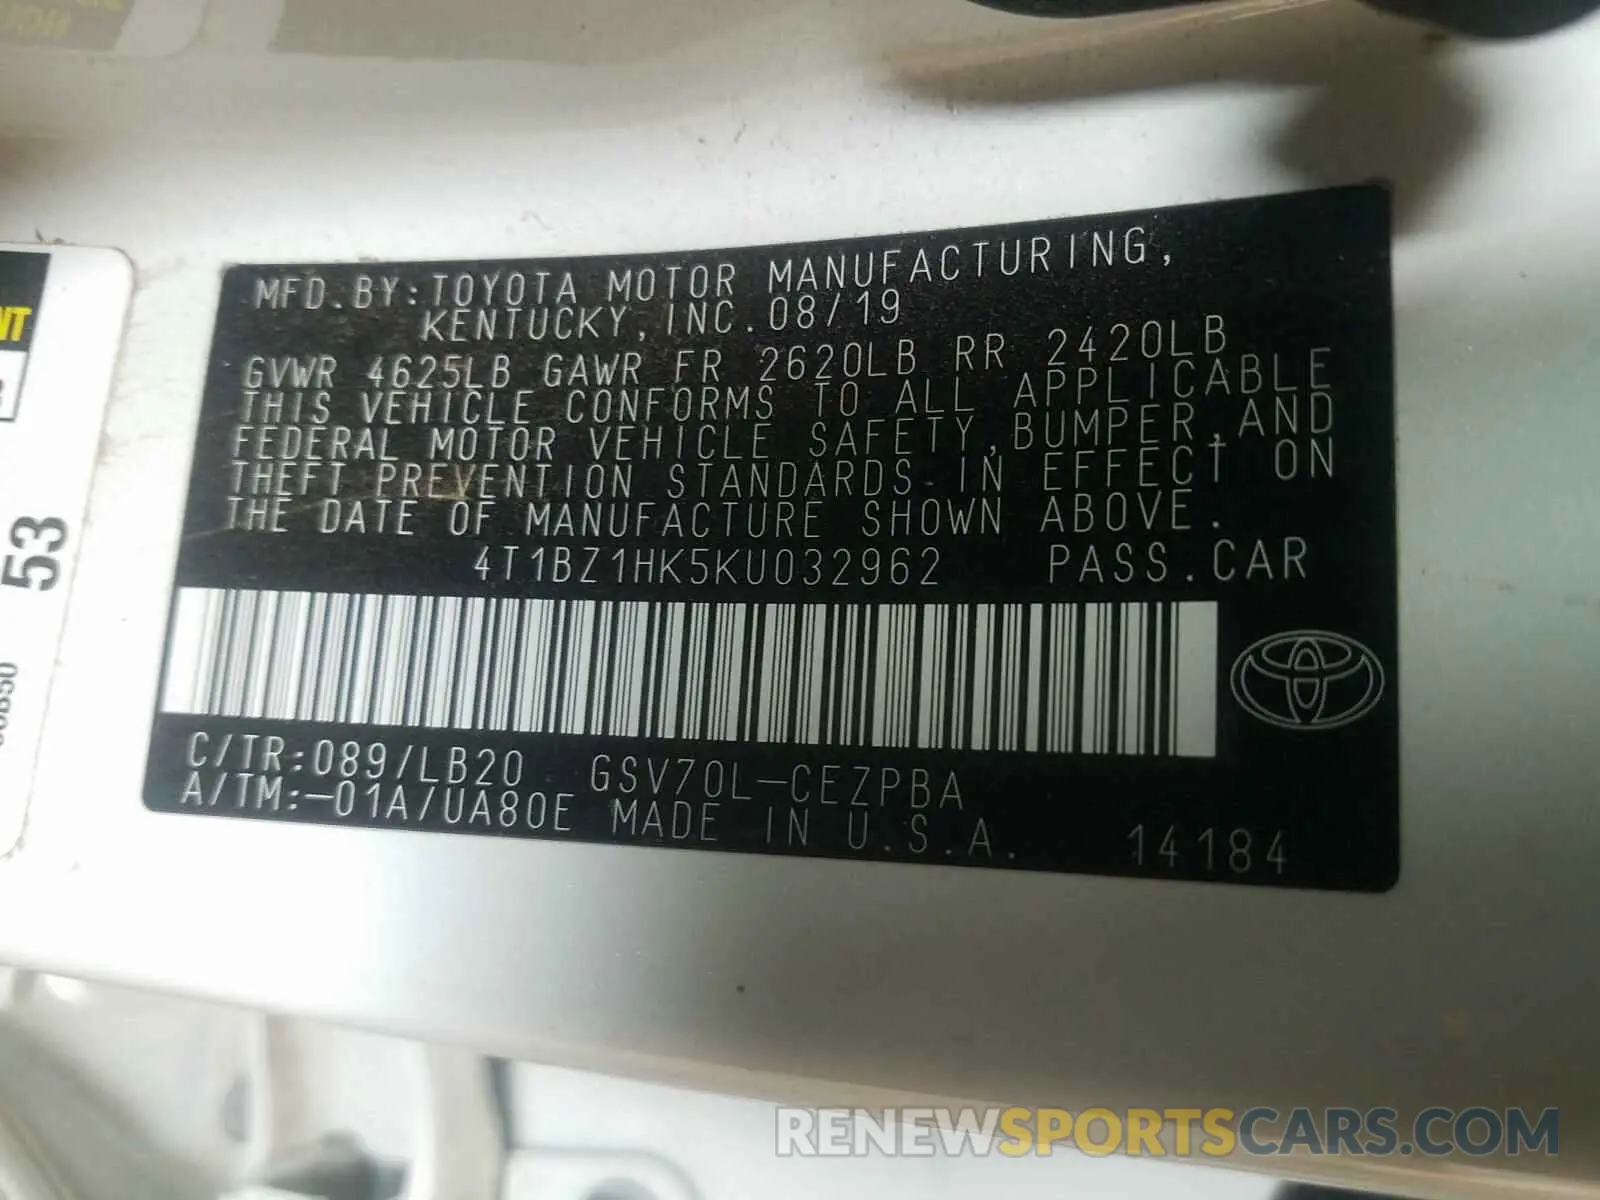 MFD.BY:TOYOTA MOTOR MANUFACTURING,
KENTUCKY,INC.08/19
GVWR 4625LB GAWR FR 2620LB RR 2420LB
THIS VEHICLE CONFORMS TO ALL APPLICABLE
FEDERAL MOTOR VEHICLE SAFETY,BUMPER,AND
THEFT PREVENTION STANDARDS IN EFFECT ON
THE DATE OF MANUFACTURE SHOWN ABOVE.
4T1BZ1HK5KU032962 PASS.CAR
C/TR:089/LB20 GSV70L-CEZPBA
A/TM:-01A/UA80E MADE IN U.S.A. 14184
53
RENEWSPORTSCARS.COM